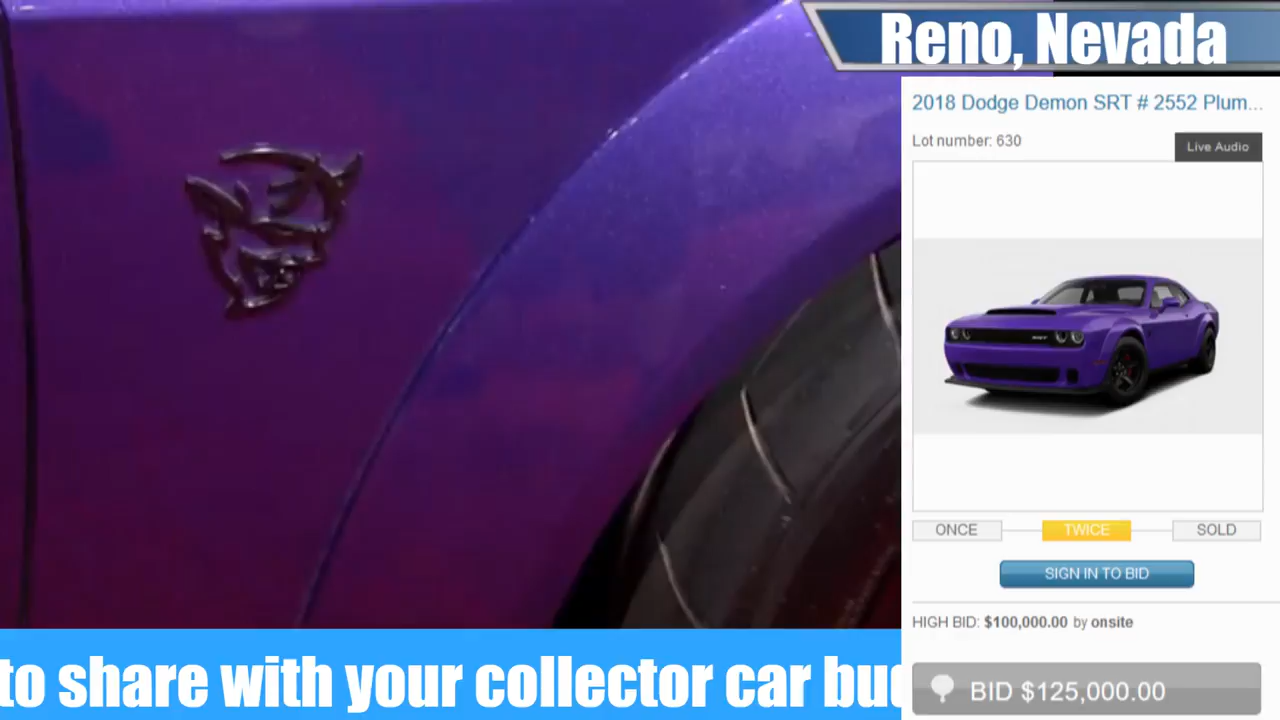 Reno, Nevada
2018 Dodge Demon SRT # 2552 Plum...
Lot number: 630
Live Audio
ONCE
TWICE
SOLD
SIGN IN TO BID
HIGH BID: $100,000.00 by onsite
BID $125,000.00
to share with your collector car